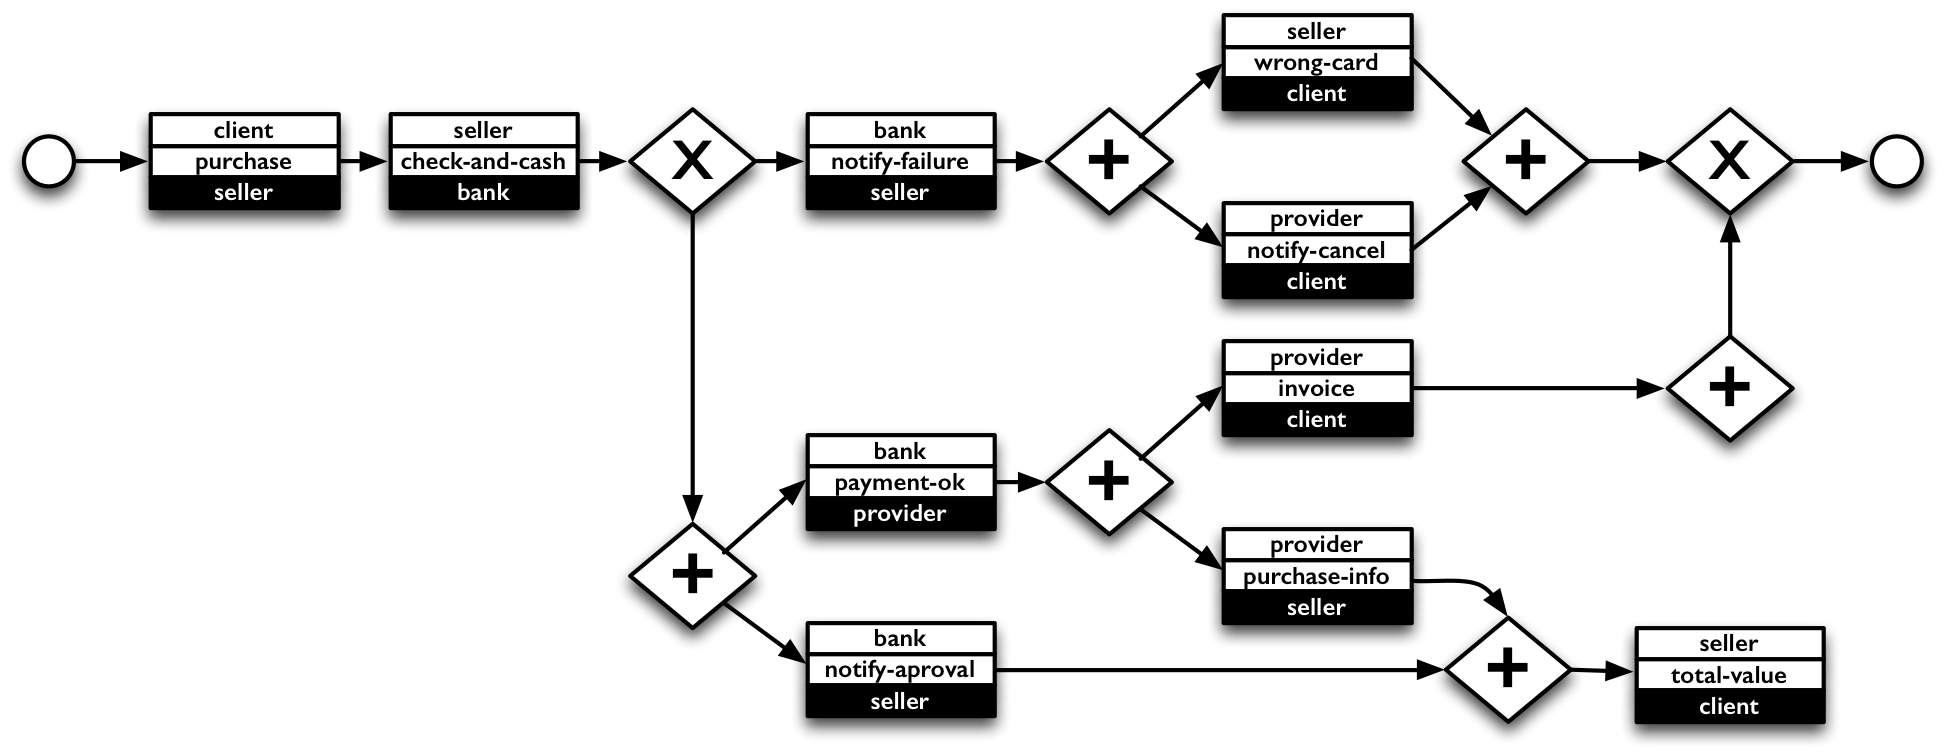 client
purchase
seller
seller
check-and-cash
bank
X
bank
notify-failure
seller
+
seller
wrong-card
client
provider
notify-cancel
client
+
X
+
bank
payment-ok
provider
+
provider
invoice
client
provider
purchase-info
seller
+
bank
notify-aproval
seller
+
seller
total-value
client